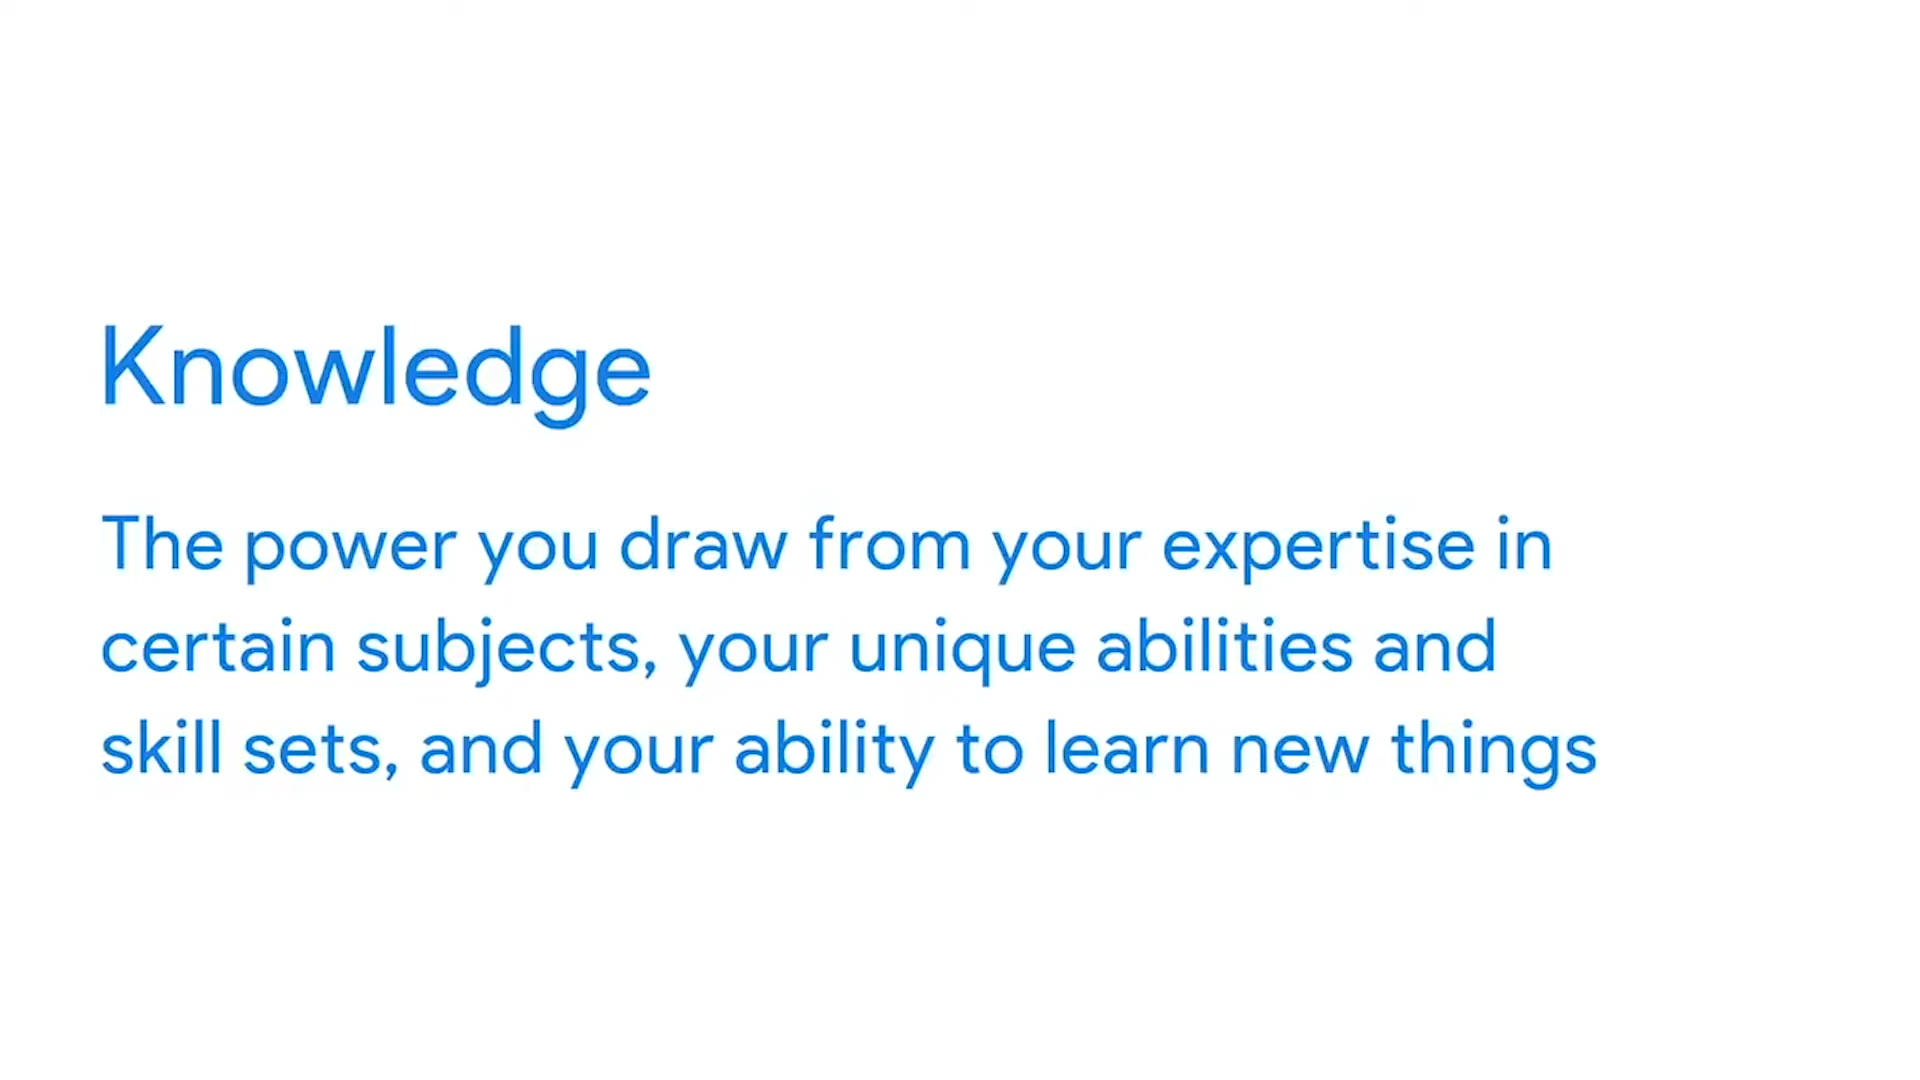 Knowledge
The power you draw from your expertise in
certain subjects, your unique abilities and
skill sets, and your ability to learn new things